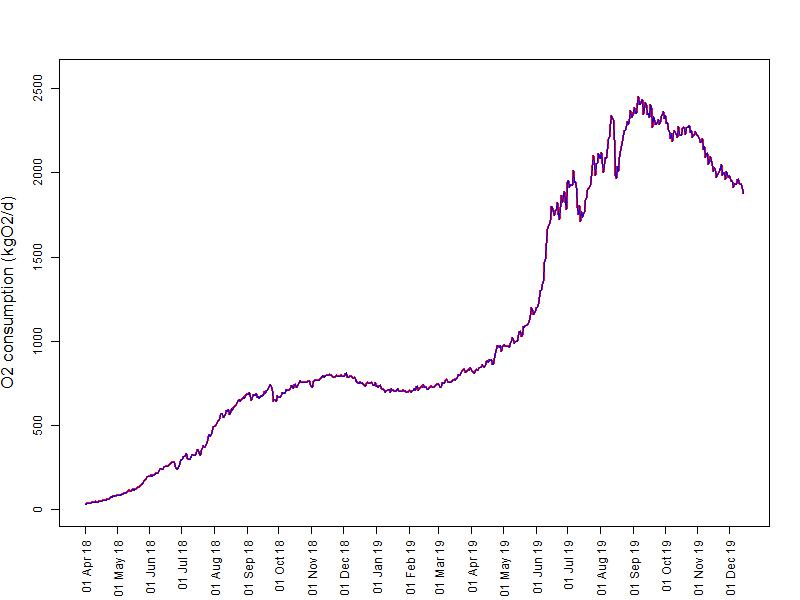 O2 consumption (kgO2/d)
2500
2000
1500
1000
500
0
01 Apr 18
01 May 18
01 Jun 18
01 Jul 18
01 Aug 18
01 Sep 18
01 Oct 18
01 Nov 18
01 Dec 18
01 Jan 19
01 Feb 19
01 Mar 19
01 Apr 19
01 May 19
01 Jun 19
01 Jul 19
01 Aug 19
01 Sep 19
01 Oct 19
01 Nov 19
01 Dec 19